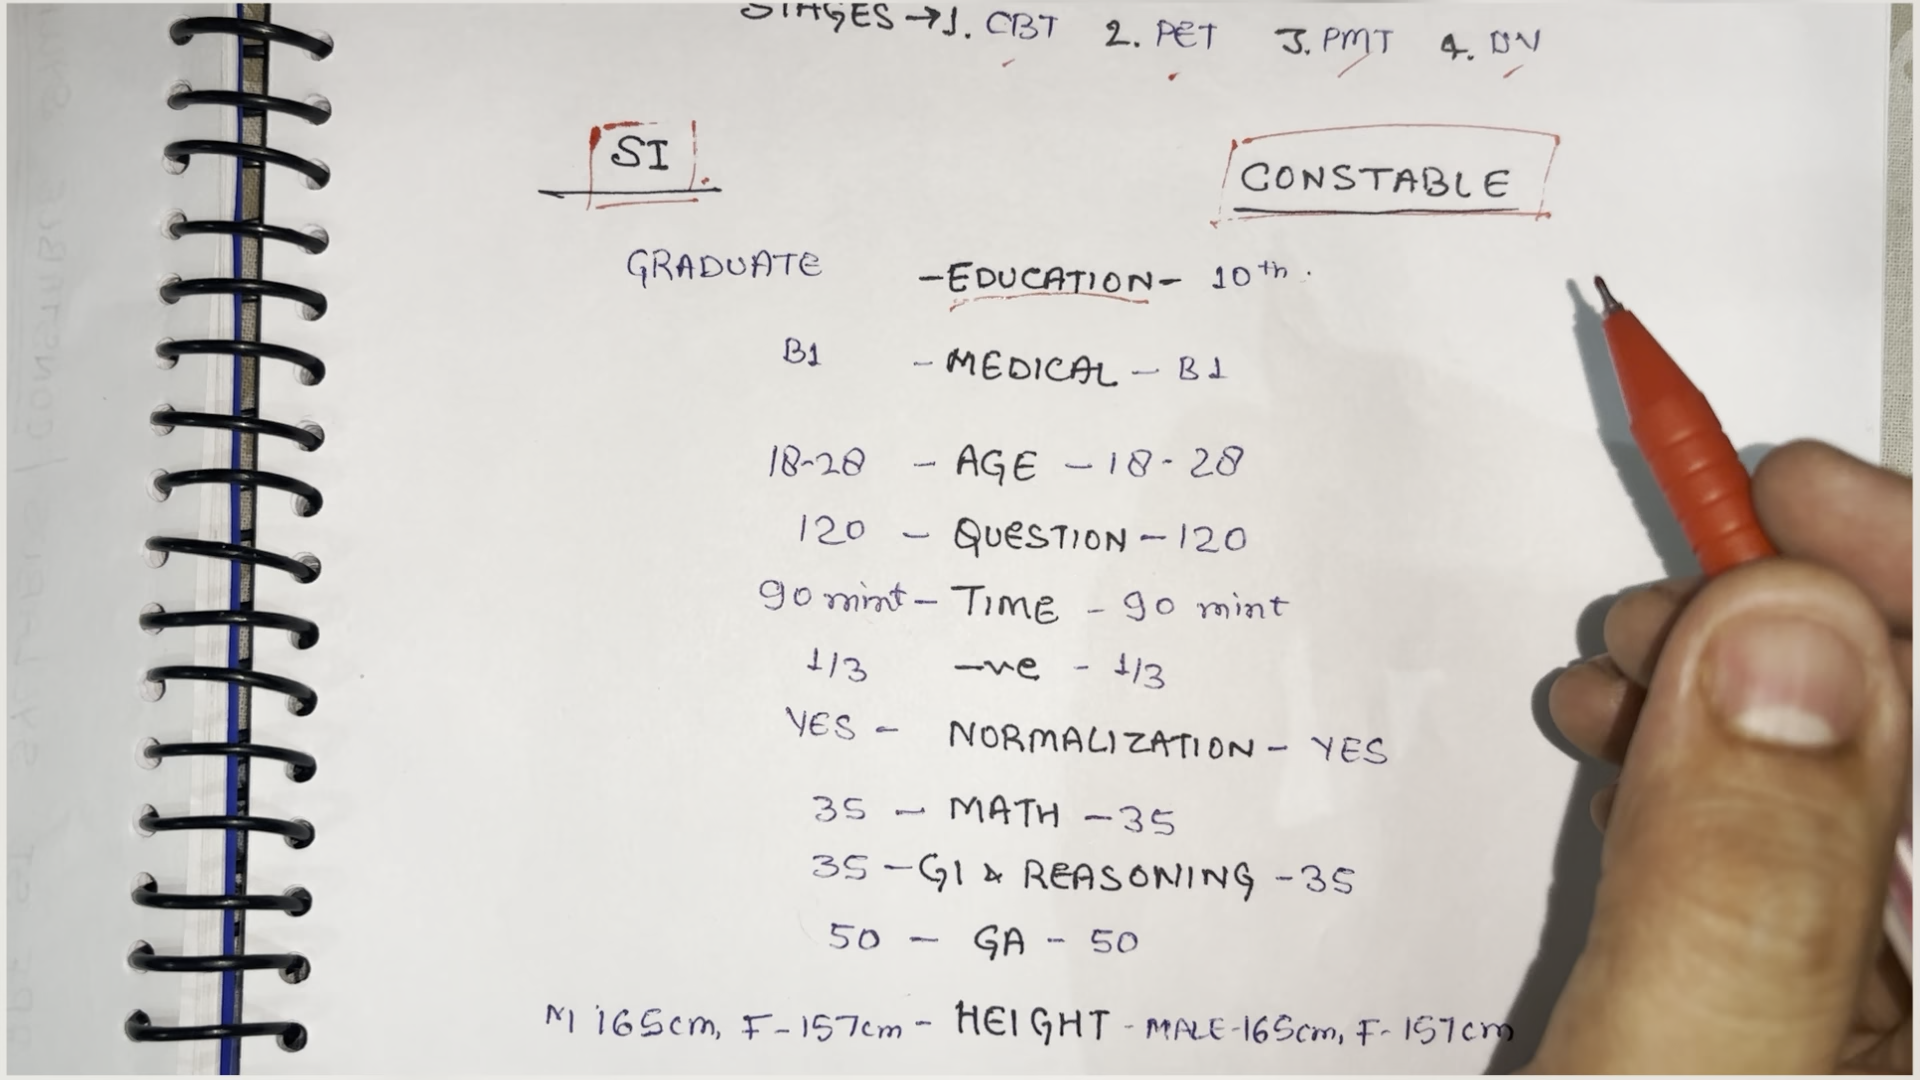 STAGES → 1. CBT 2. PET 3. PMT 4. DV
SI
CONSTABLE
GRADUATE - EDUCATION - 10th.
B1 - MEDICAL - B1
18-28 - AGE - 18-28
120 - QUESTION - 120
90 mint - TIME - 90 mint
1/3 -ve - 1/3
YES - NORMALIZATION - YES
35 - MATH - 35
35 - GI & REASONING - 35
50 - GA - 50
M 165cm, F-157cm - HEIGHT - MALE-165cm, F-157cm